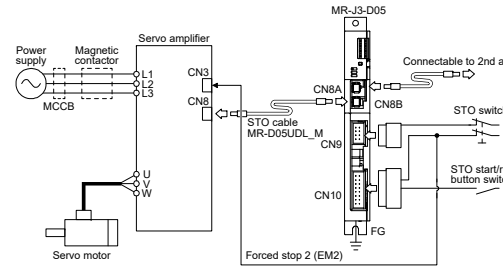 MR-J3-D05
Servo amplifier
Power
supply
Magnetic
contactor
MCCB
L1
L2
L3
CN3
CN8
STO cable
MR-D05UDL_M
CN8A
CN8B
Connectable to 2nd a
STO switch
CN9
CN10
STO start/r
button switc
FG
U
V
W
Servo motor
Forced stop 2 (EM2)